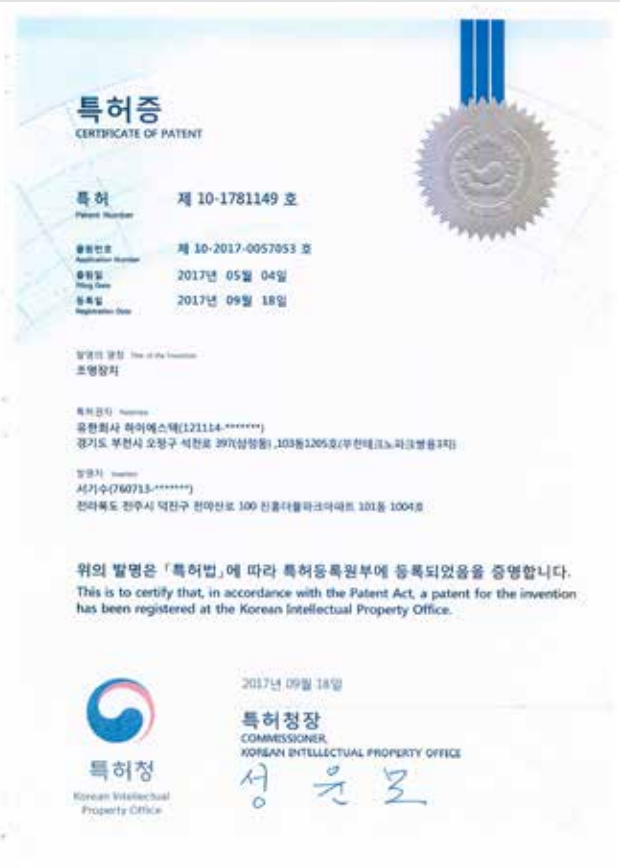 특허증
CERTIFICATE OF PATENT
특허 제 10-1781149 호
Patent Number
출원번호 제 10-2017-0057053 호
Application Number
출원일 2017년 05월 04일
Filing Date
등록일 2017년 09월 18일
Registration Date
발명의 명칭 Title of the Invention
조명장치
특허권자 Patentee
유한회사 하이에스텍(121114-*******)
경기도 부천시 오정구 석천로 397(삼정동),103동1205호(부천테크노파크쌍용3차)
발명자 Inventor
서기수(760713-*******)
전라북도 전주시 덕진구 천마산로 100 진흥더블파크아파트 101동 1004호
위의 발명은 「특허법」에 따라 특허등록원부에 등록되었음을 증명합니다.
This is to certify that, in accordance with the Patent Act, a patent for the invention
has been registered at the Korean Intellectual Property Office.
2017년 09월 18일
특허청장
COMMISSIONER,
KOREAN INTELLECTUAL PROPERTY OFFICE
성윤모
특허청
Korean Intellectual
Property Office